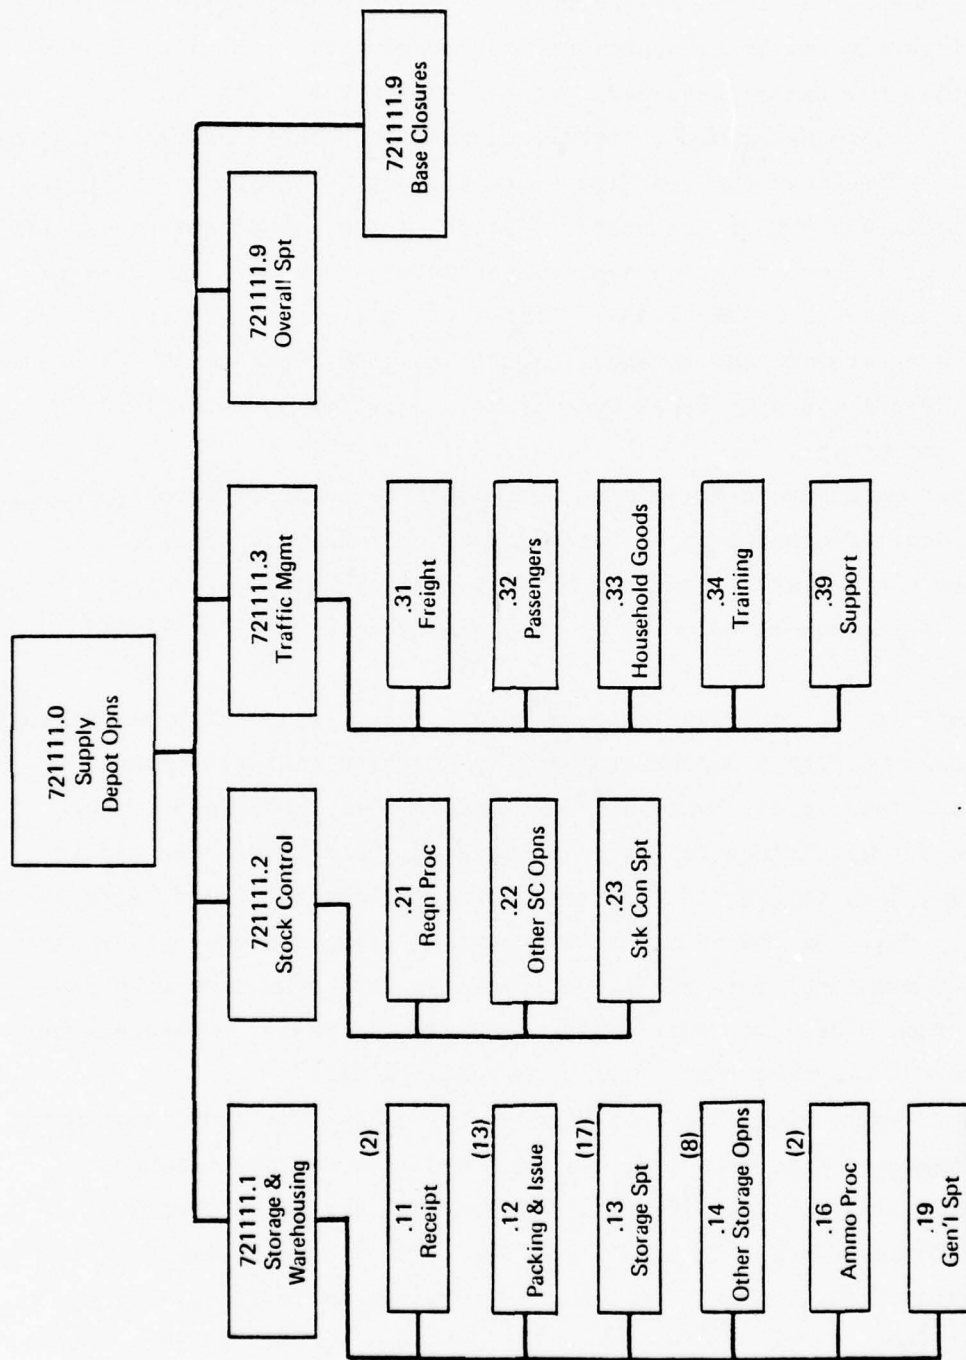 721111.0
Supply
Depot Opns
721111.1
Storage &
Warehousing
(2)
.11
Receipt
(13)
.12
Packing & Issue
(17)
.13
Storage Spt
(8)
.14
Other Storage Opns
(2)
.16
Ammo Proc
.19
Gen'l Spt
721111.2
Stock Control
.21
Reqn Proc
.22
Other SC Opns
.23
Stk Con Spt
721111.3
Traffic Mgmt
.31
Freight
.32
Passengers
.33
Household Goods
.34
Training
.39
Support
721111.9
Overall Spt
721111.9
Base Closures